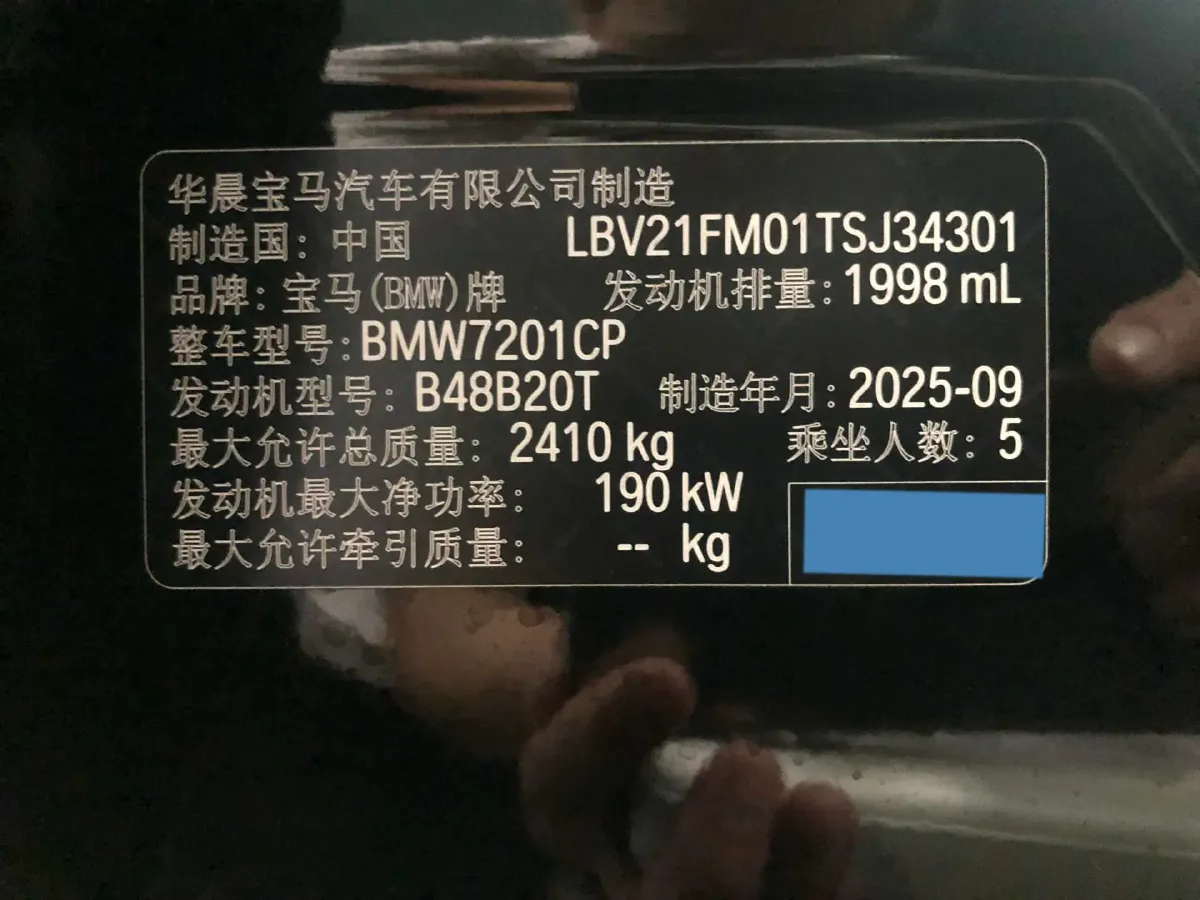 华晨宝马汽车有限公司制造
制造国：中国 LBV21FM01TSJ34301
品牌：宝马(BMW)牌 发动机排量：1998 mL
整车型号：BMW7201CP
发动机型号：B48B20T 制造年月：2025-09
最大允许总质量：2410 kg 乘坐人数：5
发动机最大净功率：190 kW
最大允许牵引质量：-- kg